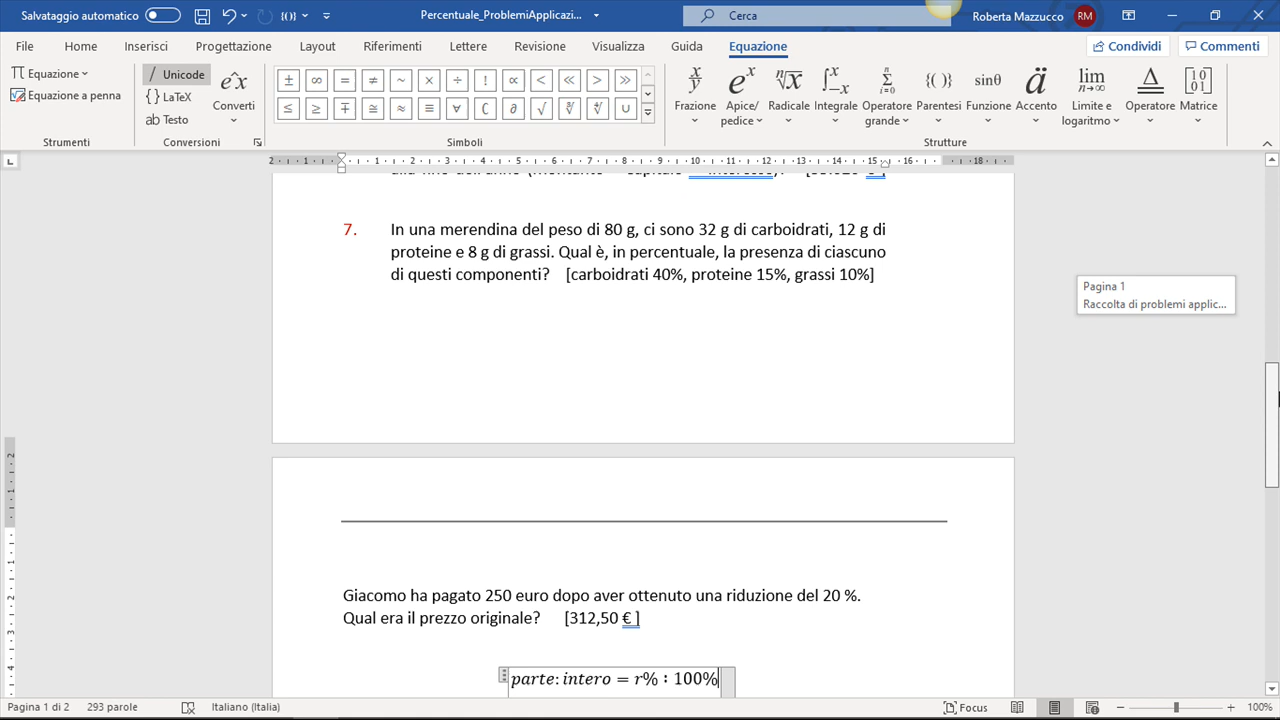 Salvataggio automatico
Percentuale_ProblemiApplicazi...
Cerca
Roberta Mazzucco RM
File Home Inserisci Progettazione Layout Riferimenti Lettere Revisione Visualizza Guida Equazione Condividi Commenti
Equazione
Equazione a penna
Unicode
LaTeX
ab Testo
Converti
± ∞ = ≠ ~ × ÷ ! ∝ < ≪ > ≫
≤ ≥ ∓ ≅ ≈ ≡ ∀ ∁ ∂ √ ∛ ∜ ∪
Frazione
Apice/
pedice
Radicale
Integrale
Operatore
grande
Parentesi
Funzione
Accento
Limite e
logaritmo
Operatore
Matrice
Strumenti Conversioni Simboli Strutture
7. In una merendina del peso di 80 g, ci sono 32 g di carboidrati, 12 g di
proteine e 8 g di grassi. Qual è, in percentuale, la presenza di ciascuno
di questi componenti? [carboidrati 40%, proteine 15%, grassi 10%]
Pagina 1
Raccolta di problemi applic...
Giacomo ha pagato 250 euro dopo aver ottenuto una riduzione del 20 %.
Qual era il prezzo originale? [312,50 € ]
parte: intero = r% : 100%
Pagina 1 di 2 293 parole Italiano (Italia) Focus 100%